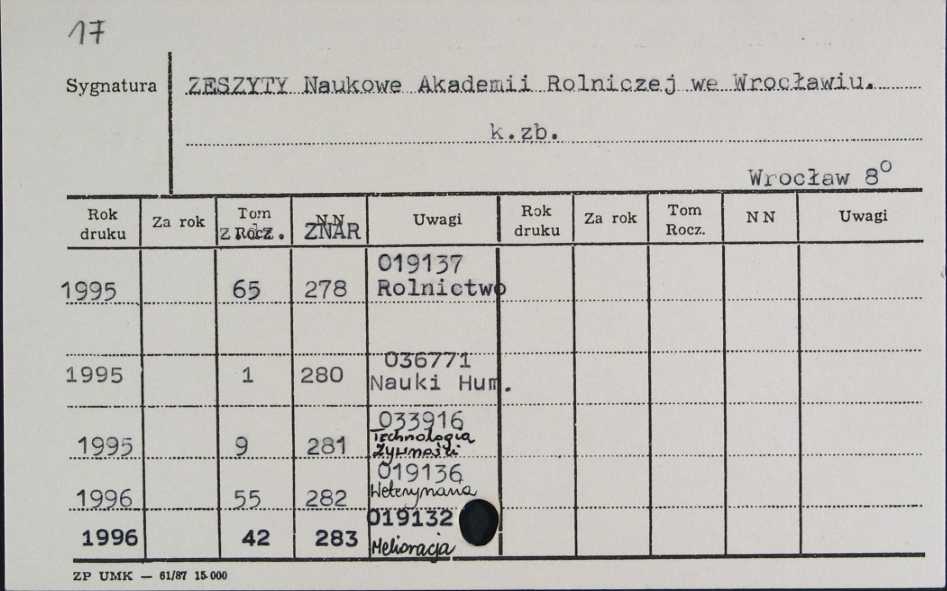 17
Sygnatura ZESZYTY Naukowe Akademii Rolniczej we Wrocławiu.
k.zb.
Wrocław 8°
Rok druku Za rok Tom Rocz. NN ZNAR Uwagi Rok druku Za rok Tom Rocz. NN Uwagi
019137
1995 65 278 Rolnictwo
036771
1995 1 280 Nauki Hum.
033916
Technologia
1995 9 281 Żywności
019136
1996 55 282 Weterynaria
019132
1996 42 283 Melioracja
ZP UMK — 61/87 15.000